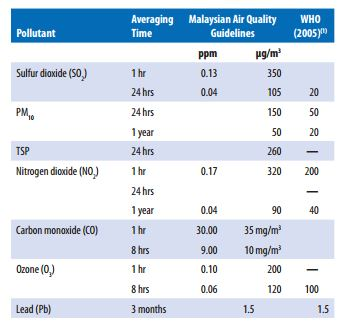 Pollutant Averaging Time Malaysian Air Quality Guidelines WHO (2005)(1)
ppm µg/m³
Sulfur dioxide (SO₂) 1 hr 0.13 350
24 hrs 0.04 105 20
PM₁₀ 24 hrs 150 50
1 year 50 20
TSP 24 hrs 260 —
Nitrogen dioxide (NO₂) 1 hr 0.17 320 200
24 hrs —
1 year 0.04 90 40
Carbon monoxide (CO) 1 hr 30.00 35 mg/m³
8 hrs 9.00 10 mg/m³
Ozone (O₃) 1 hr 0.10 200 —
8 hrs 0.06 120 100
Lead (Pb) 3 months 1.5 1.5